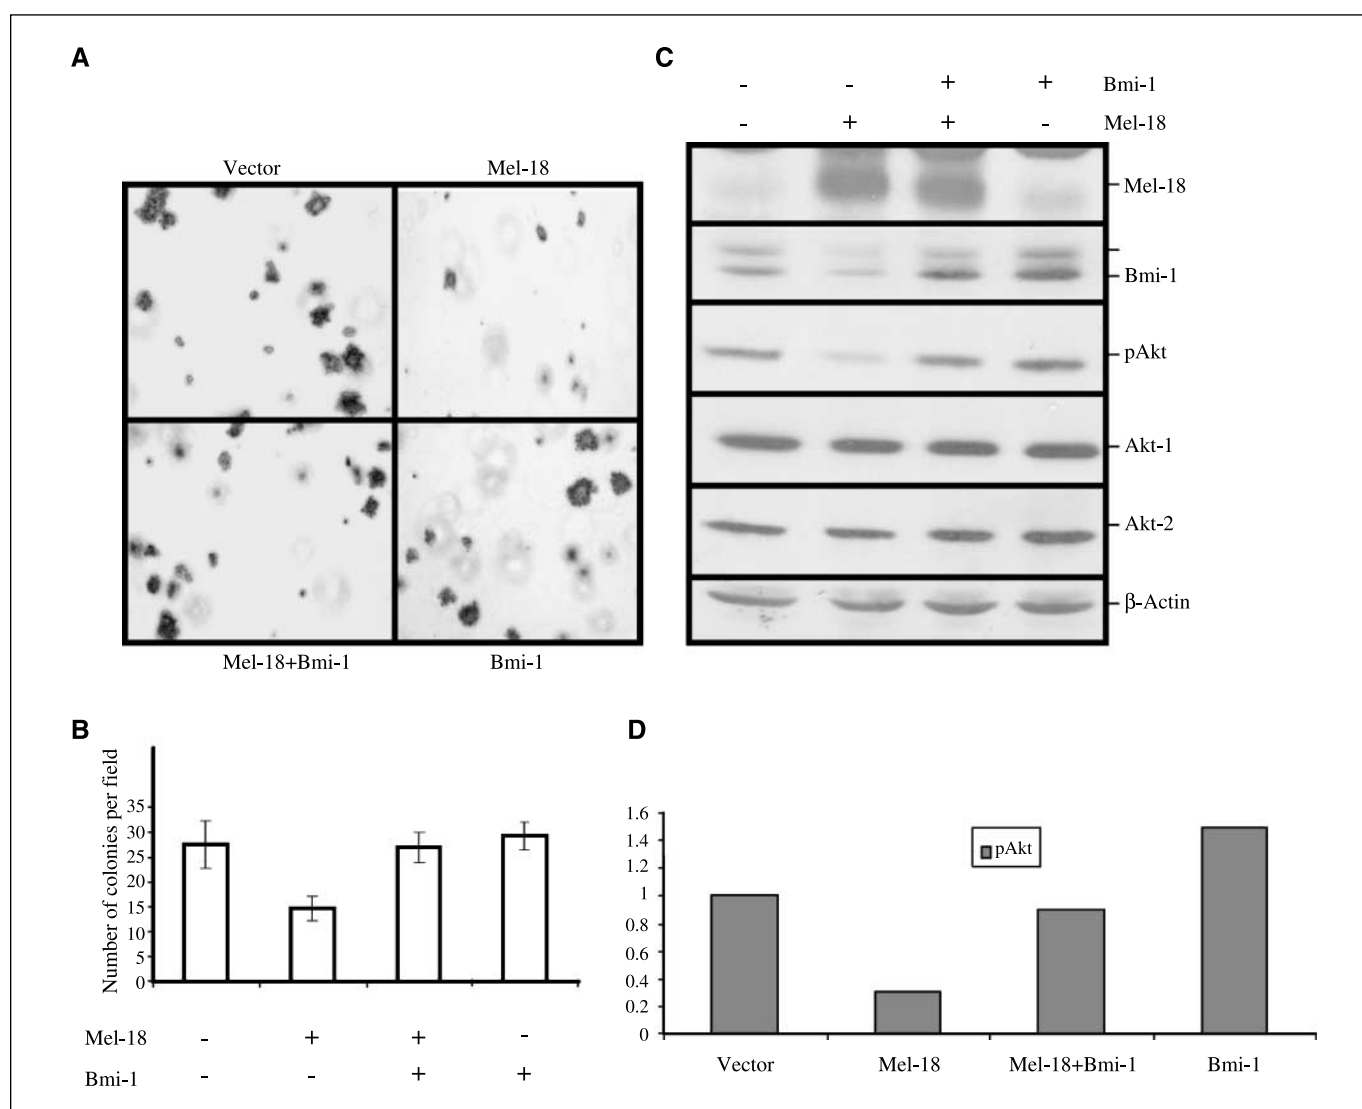 A
Vector Mel-18
Mel-18+Bmi-1 Bmi-1
B
Number of colonies per field
35
30
25
20
15
10
5
0
Mel-18 - + + -
Bmi-1 - - + +
C
- - + + Bmi-1
- + + - Mel-18
Mel-18
Bmi-1
pAkt
Akt-1
Akt-2
β-Actin
D
1.6
1.4
1.2
1
0.8
0.6
0.4
0.2
0
pAkt
Vector Mel-18 Mel-18+Bmi-1 Bmi-1